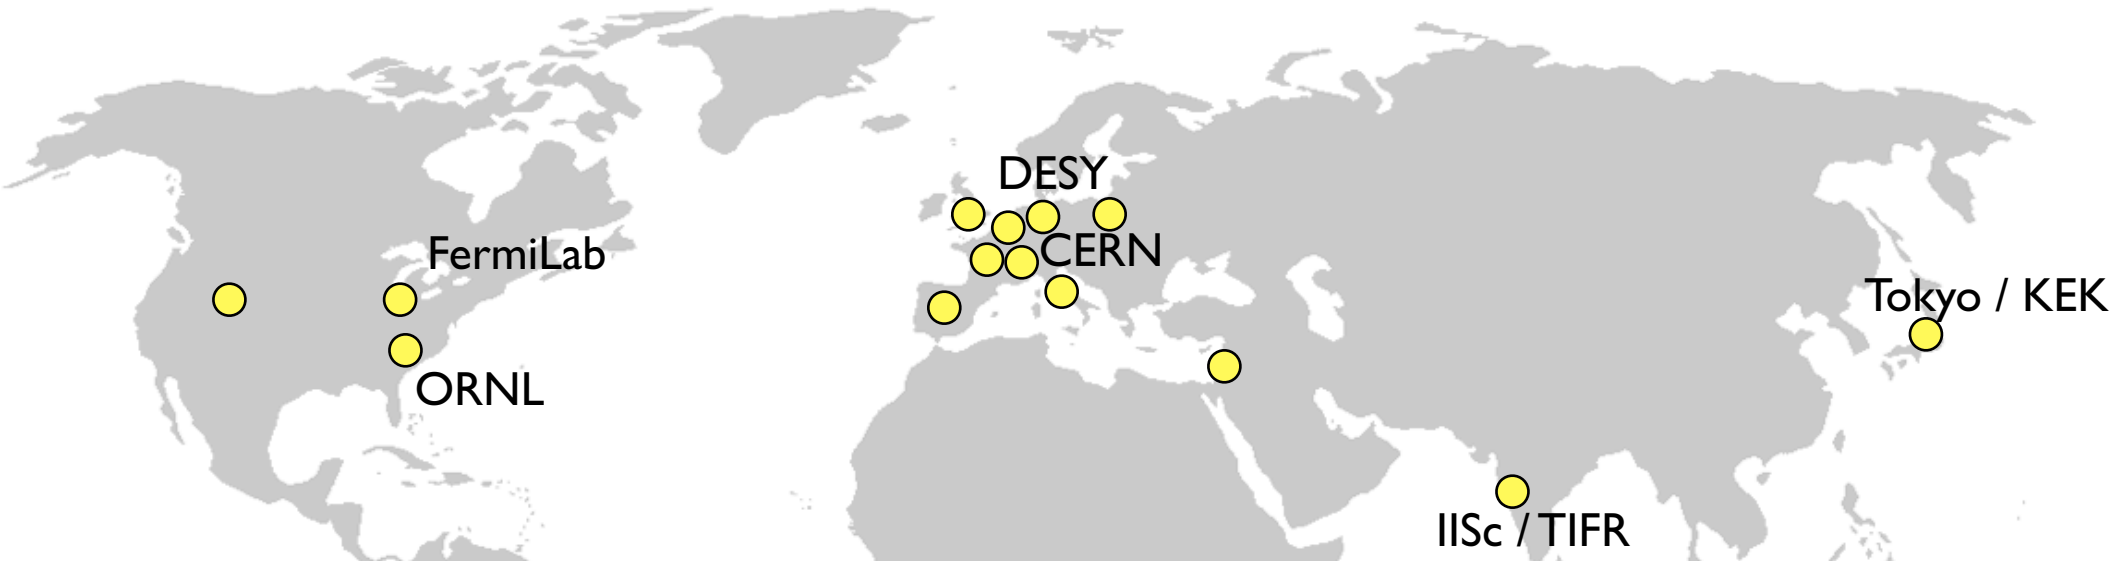 DESY
FermiLab
CERN
Tokyo / KEK
ORNL
IISc / TIFR